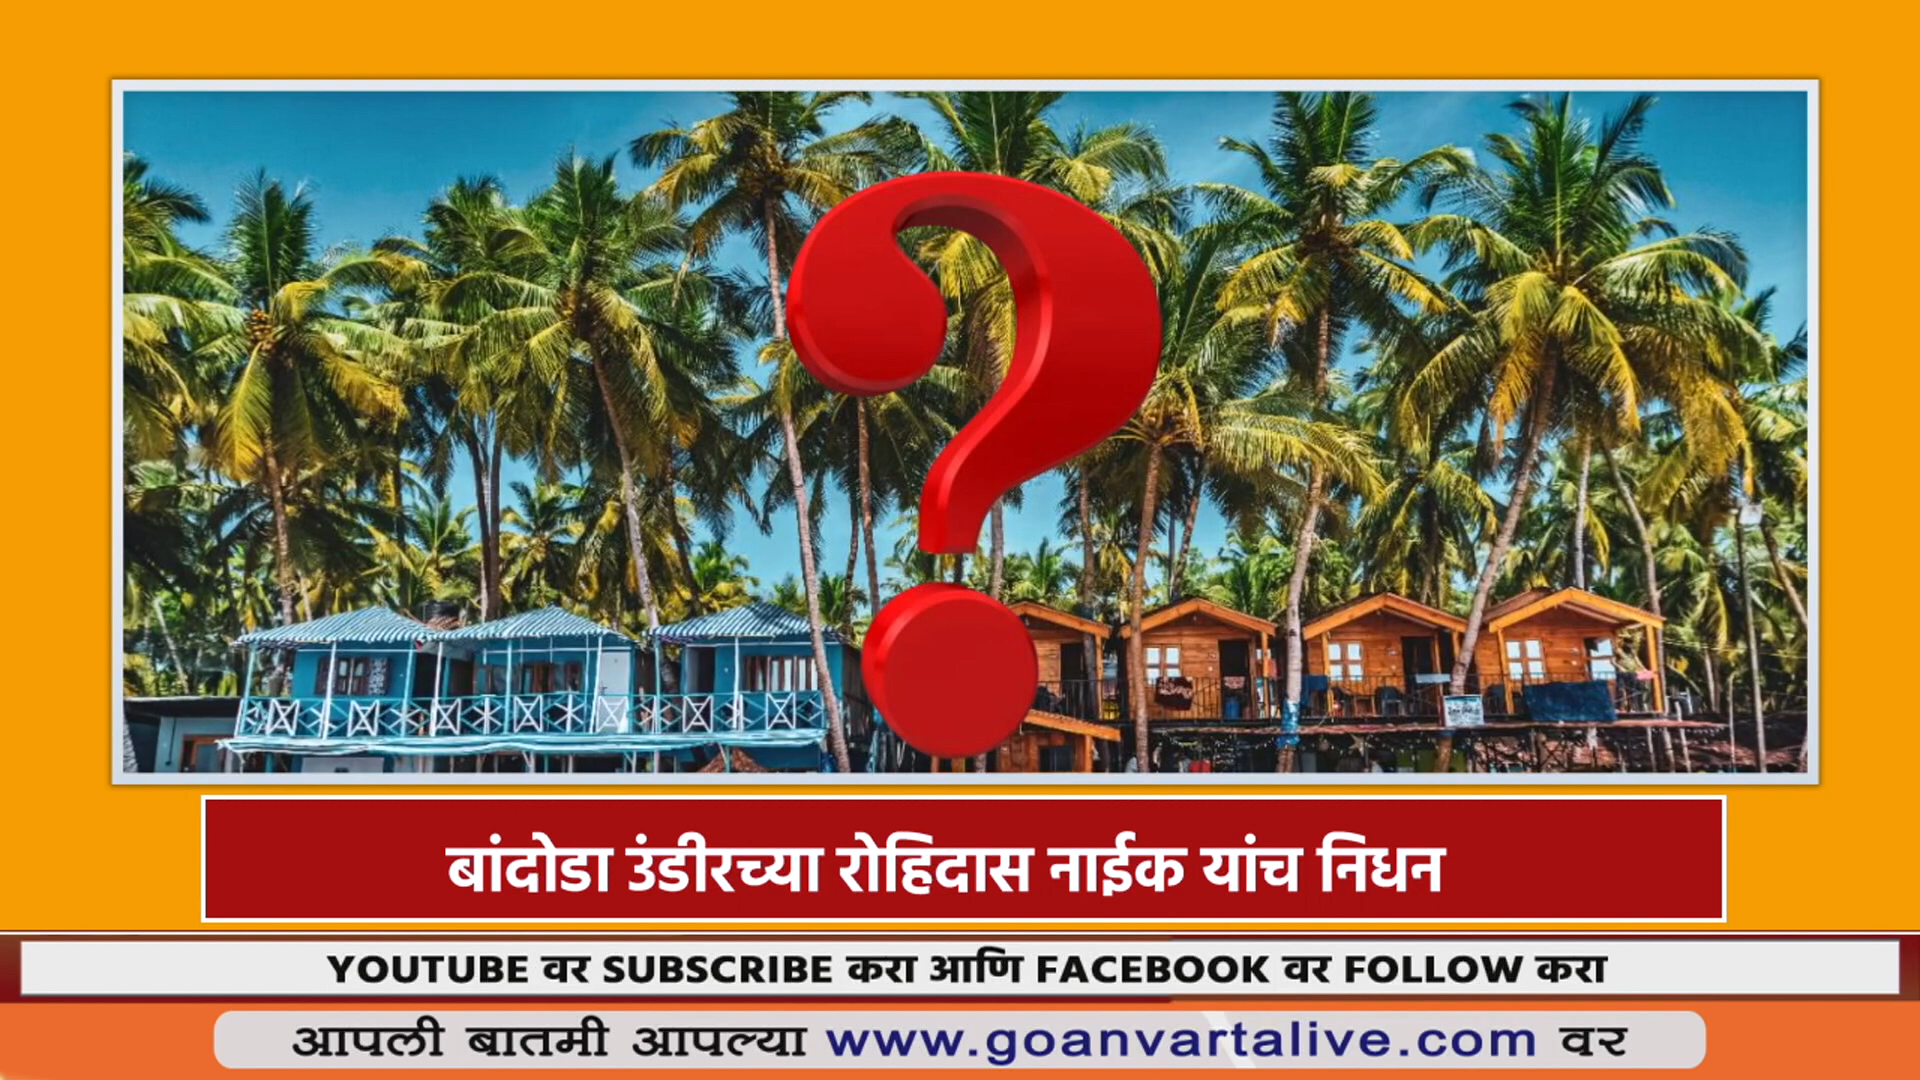 ?
बांदोडा उंडीरच्या रोहिदास नाईक यांच निधन
YOUTUBE वर SUBSCRIBE करा आणि FACEBOOK वर FOLLOW करा
आपली बातमी आपल्या www.goanvartalive.com वर